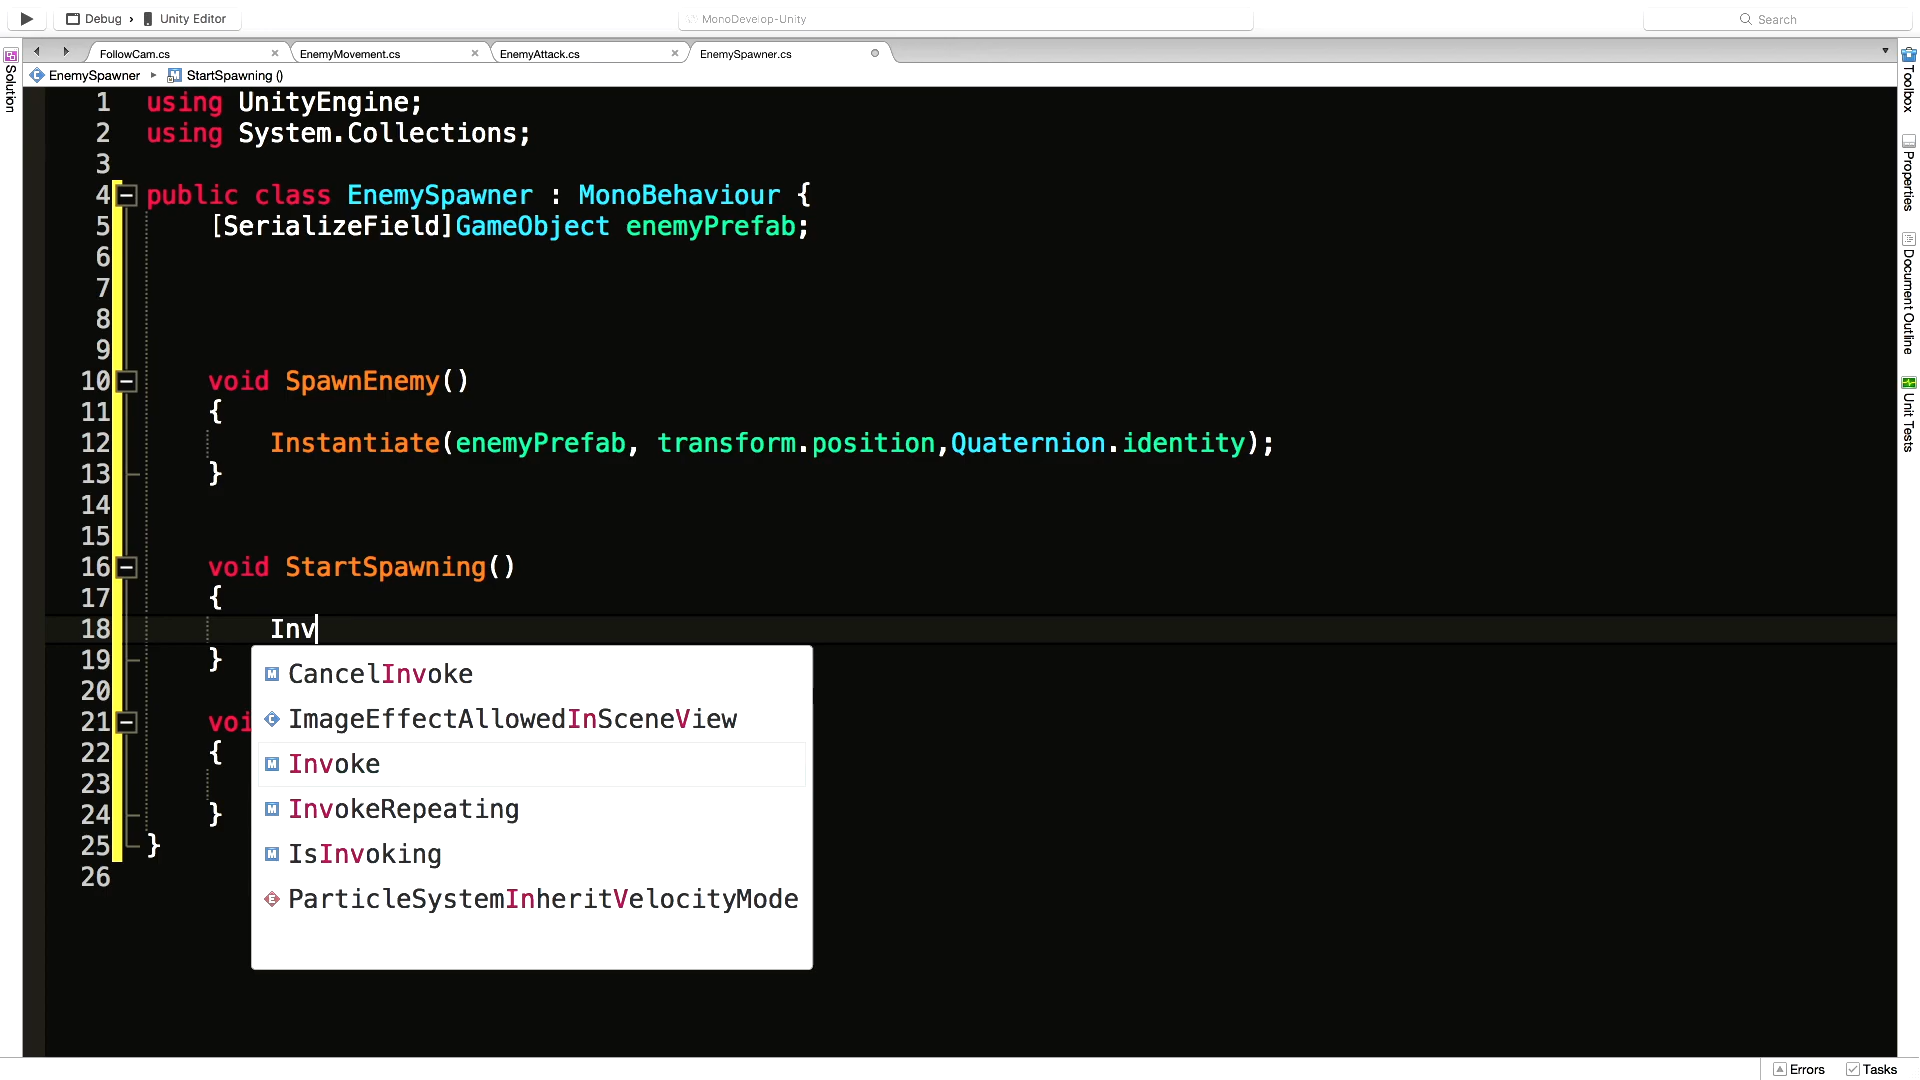 Debug › Unity Editor
MonoDevelop-Unity
Search
FollowCam.cs
EnemyMovement.cs
EnemyAttack.cs
EnemySpawner.cs
EnemySpawner
StartSpawning ()
Solution
Toolbox
Properties
Document Outline
Unit Tests
1 using UnityEngine;
2 using System.Collections;
3
4 public class EnemySpawner : MonoBehaviour {
5 [SerializeField]GameObject enemyPrefab;
6
7
8
9
10 void SpawnEnemy()
11 {
12 Instantiate(enemyPrefab, transform.position,Quaternion.identity);
13 }
14
15
16 void StartSpawning()
17 {
18 Inv
19 }
20
21 voi
22 {
23
24 }
25 }
26
CancelInvoke
ImageEffectAllowedInSceneView
Invoke
InvokeRepeating
IsInvoking
ParticleSystemInheritVelocityMode
Errors
Tasks